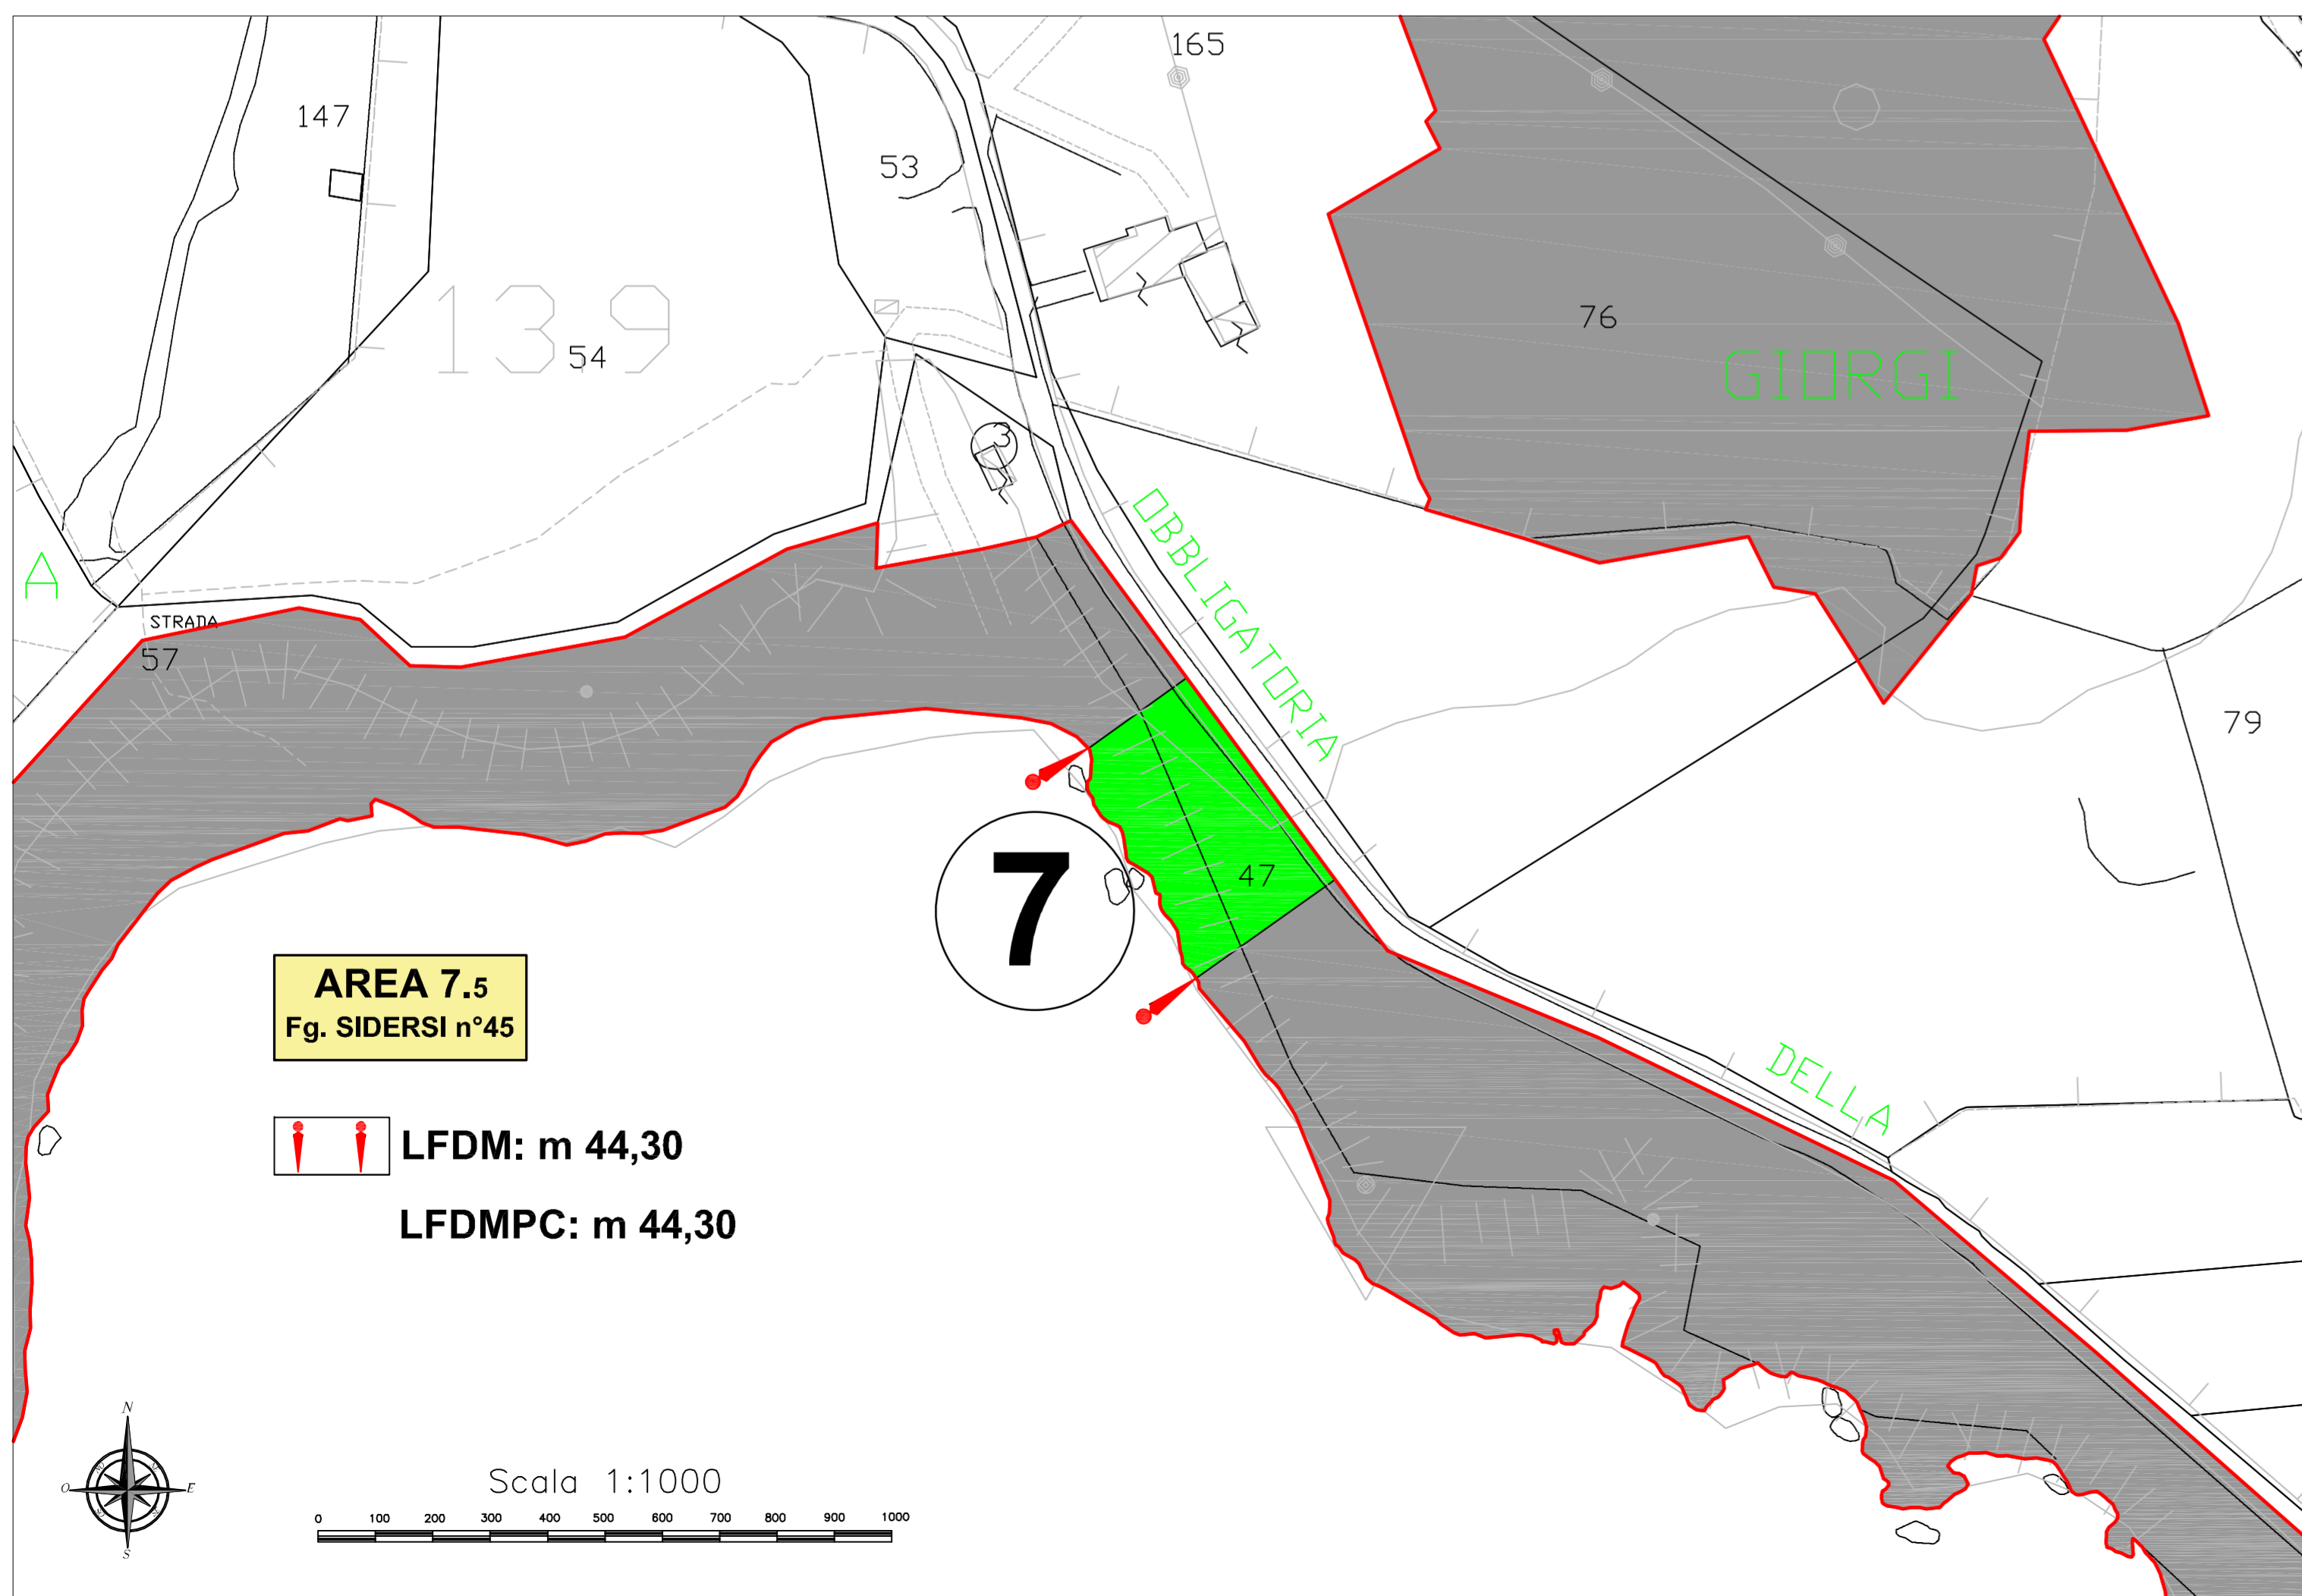 165
147
53
13.9
54
76
GIORGI
3
OBBLIGATORIA
A
STRADA
57
79
47
7
AREA 7.5
Fg. SIDERSI n°45
LFDM: m 44,30
DELLA
LFDMPC: m 44,30
N
O
E
S
Scala 1:1000
0 100 200 300 400 500 600 700 800 900 1000